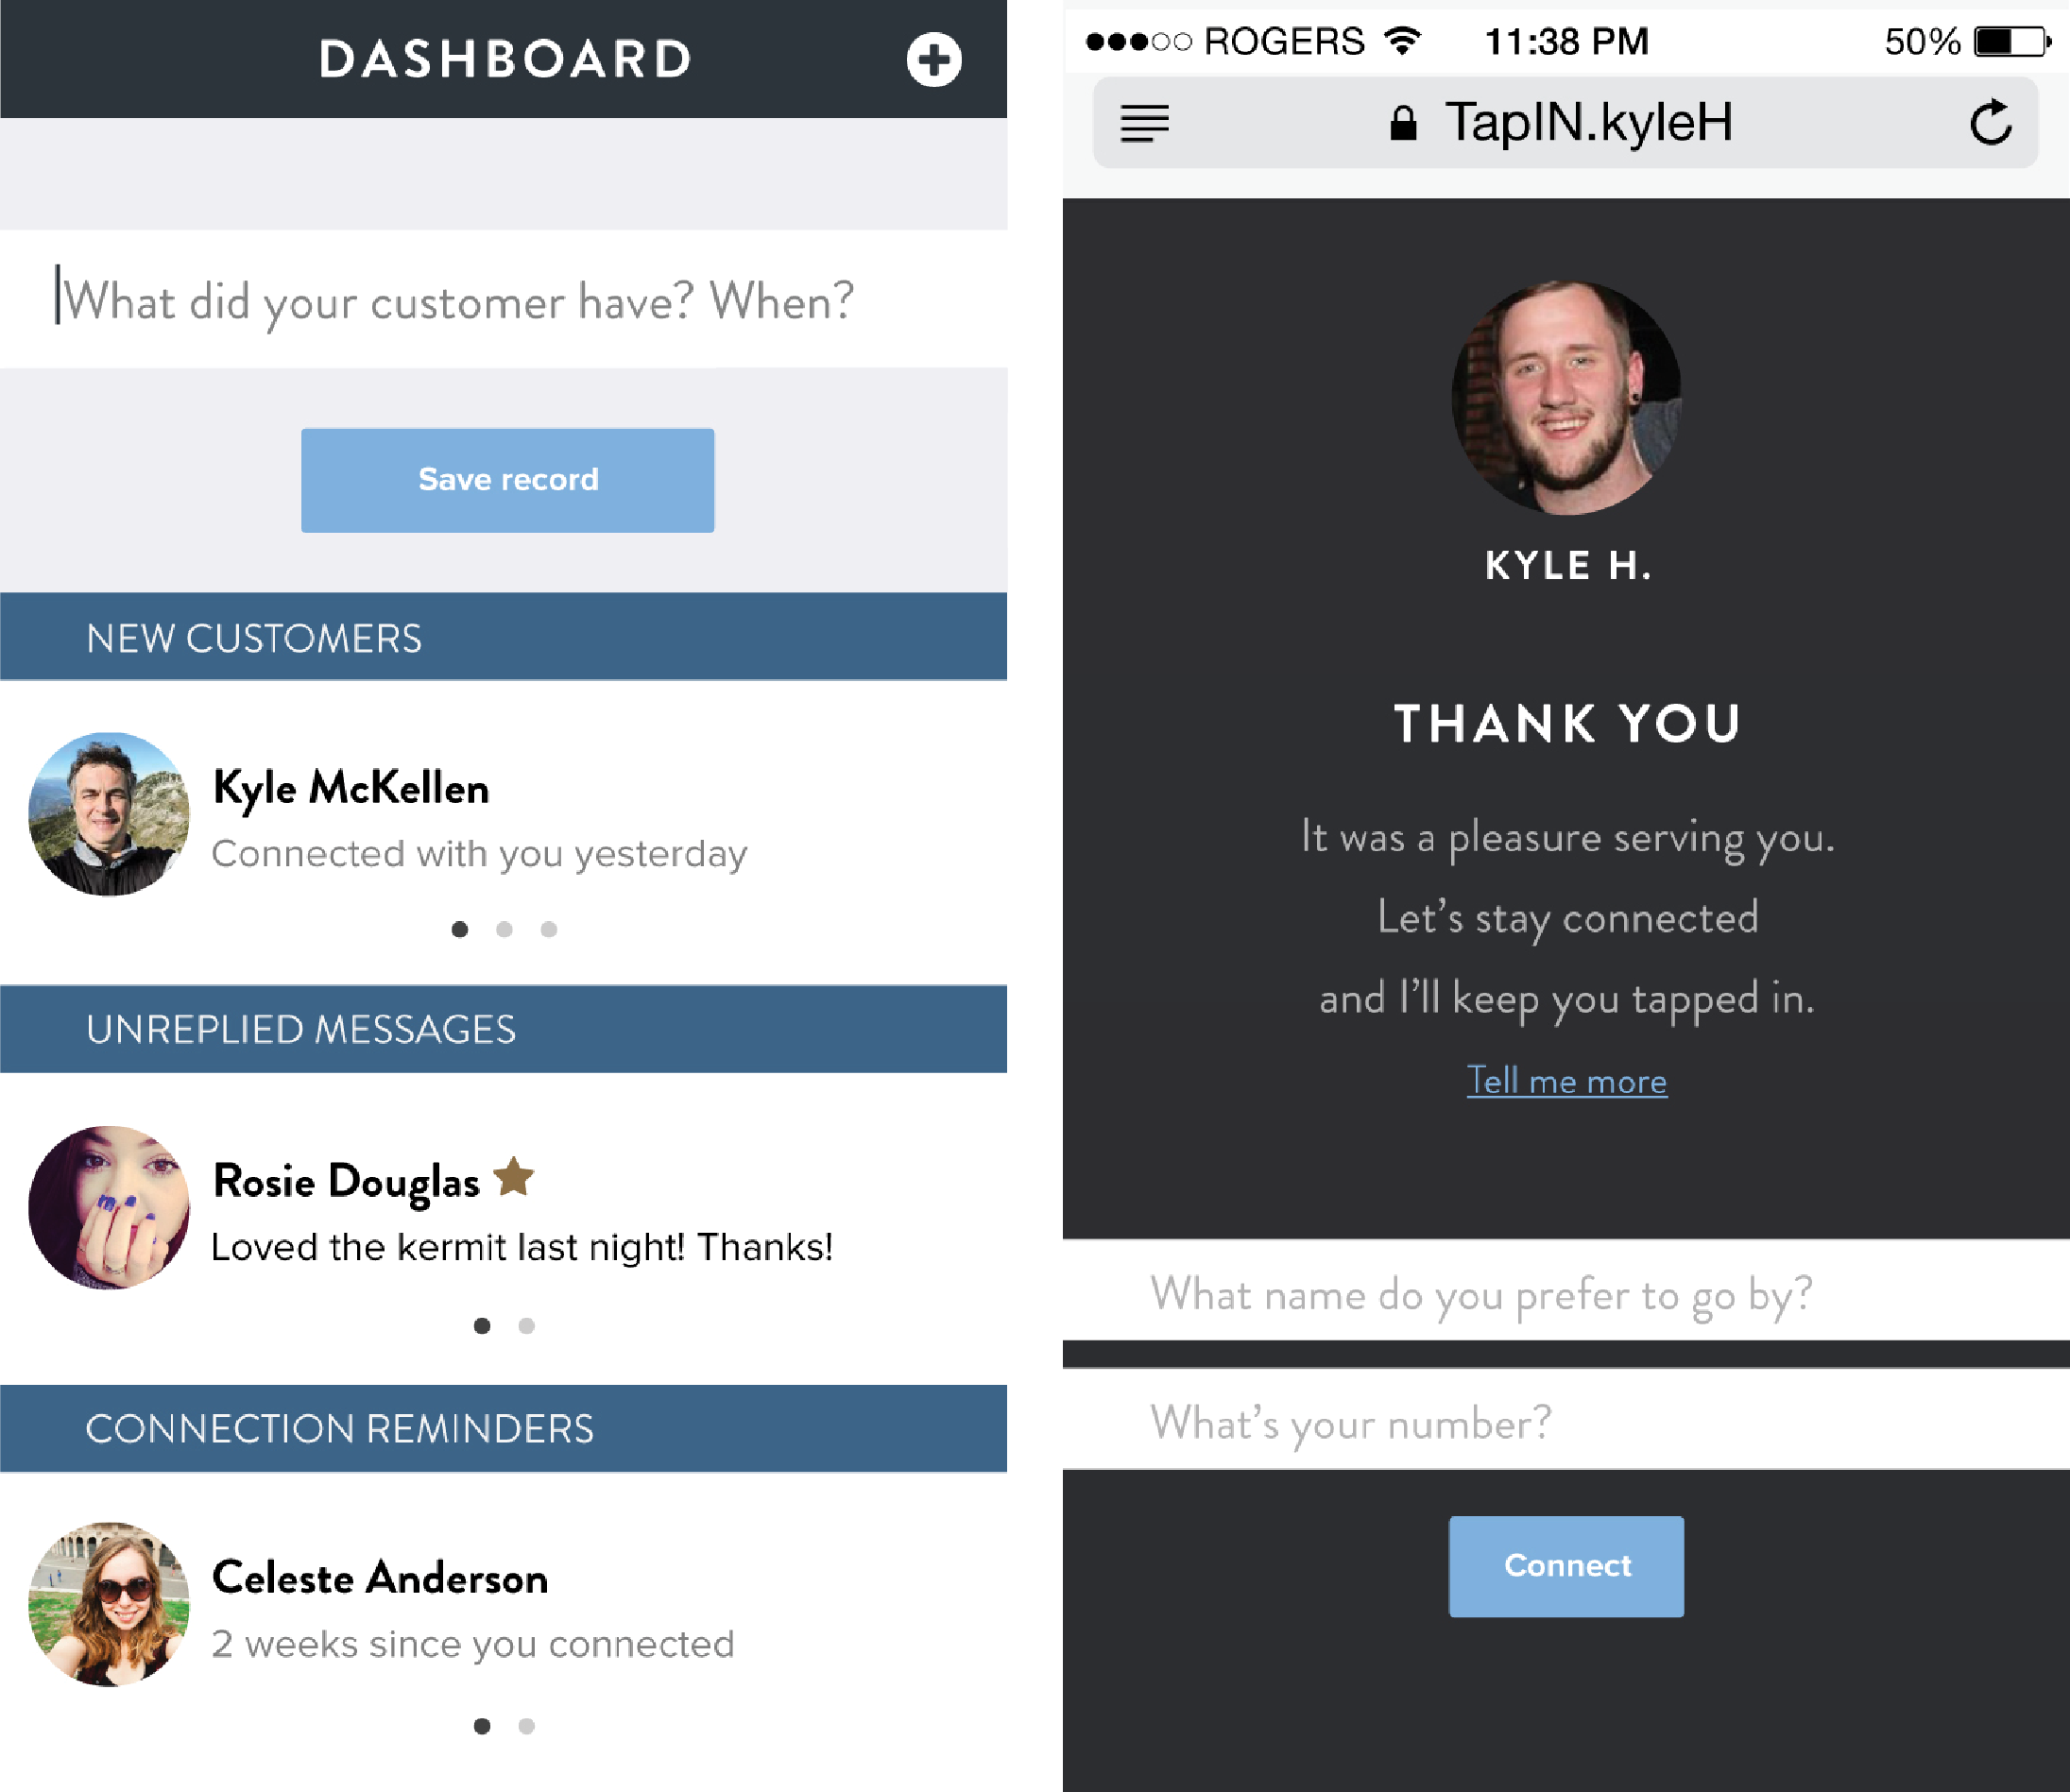 DASHBOARD
What did your customer have? When?
Save record
NEW CUSTOMERS
Kyle McKellen
Connected with you yesterday
UNREPLIED MESSAGES
Rosie Douglas
Loved the kermit last night! Thanks!
CONNECTION REMINDERS
Celeste Anderson
2 weeks since you connected
ROGERS 11:38 PM 50%
TapIN.kyleH
KYLE H.
THANK YOU
It was a pleasure serving you.
Let's stay connected
and I'll keep you tapped in.
Tell me more
What name do you prefer to go by?
What's your number?
Connect